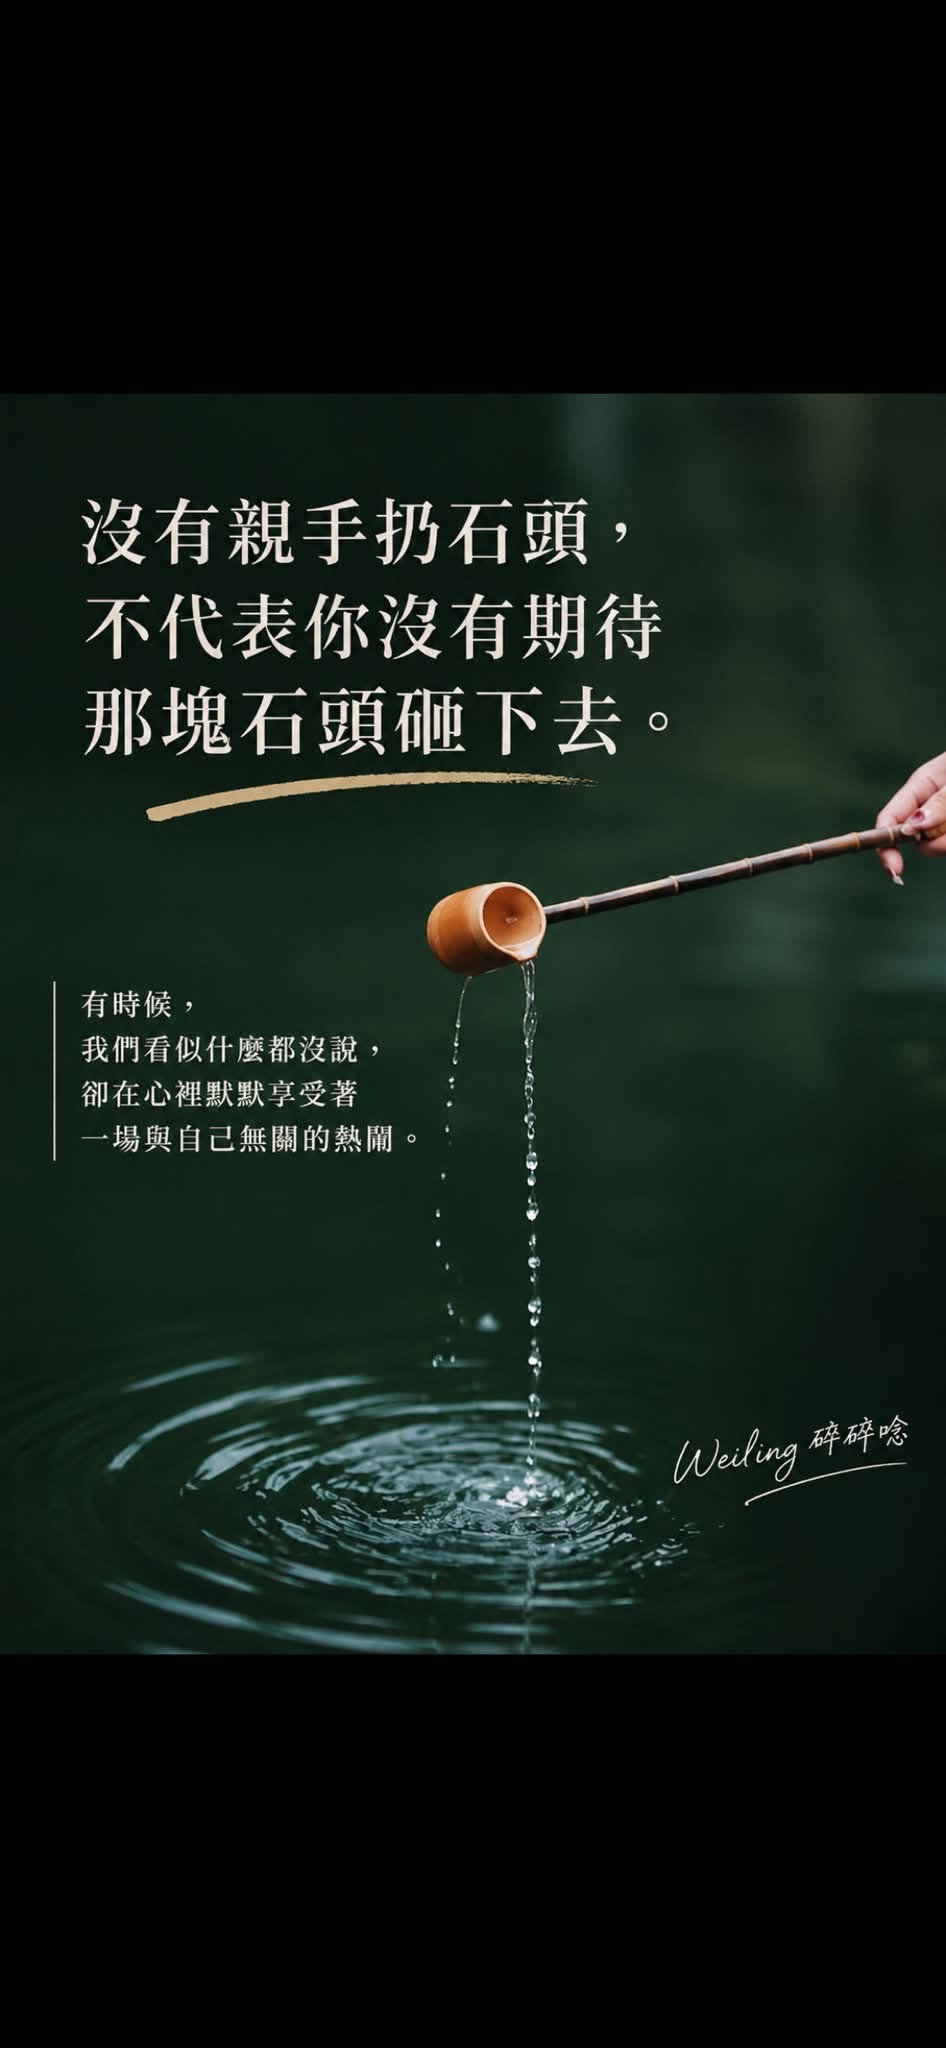 沒有親手扔石頭，
不代表你沒有期待
那塊石頭砸下去。
有時候，
我們看似什麼都沒說，
卻在心裡默默享受著
一場與自己無關的熱鬧。
Weiling 碎碎唸